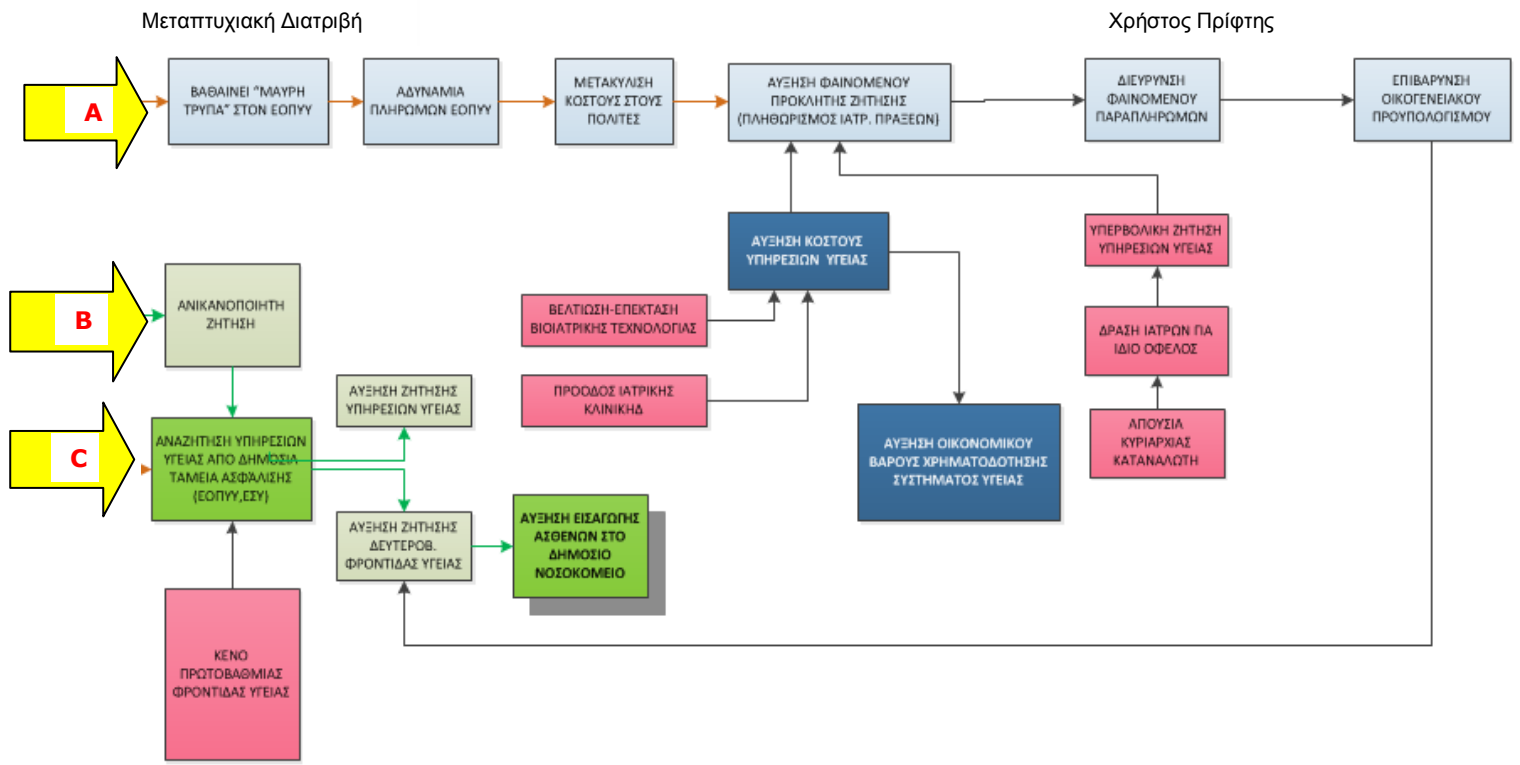 Μεταπτυχιακή Διατριβή
Χρήστος Πρίφτης
A
ΒΑΘΑΙΝΕΙ “ΜΑΥΡΗ
ΤΡΥΠΑ” ΣΤΟΝ ΕΟΠΥΥ
ΑΔΥΝΑΜΙΑ
ΠΛΗΡΩΜΩΝ ΕΟΠΥΥ
ΜΕΤΑΚΥΛΙΣΗ
ΚΟΣΤΟΥΣ ΣΤΟΥΣ
ΠΟΛΙΤΕΣ
ΑΥΞΗΣΗ ΦΑΙΝΟΜΕΝΟΥ
ΠΡΟΚΛΗΤΗΣ ΖΗΤΗΣΗΣ
(ΠΛΗΘΩΡΙΣΜΟΣ ΙΑΤΡ. ΠΡΑΞΕΩΝ)
ΔΙΕΥΡΥΝΣΗ
ΦΑΙΝΟΜΕΝΟΥ
ΠΑΡΑΠΛΗΡΩΜΩΝ
ΕΠΙΒΑΡΥΝΣΗ
ΟΙΚΟΓΕΝΕΙΑΚΟΥ
ΠΡΟΥΠΟΛΟΓΙΣΜΟΥ
ΑΥΞΗΣΗ ΚΟΣΤΟΥΣ
ΥΠΗΡΕΣΙΩΝ ΥΓΕΙΑΣ
ΥΠΕΡΒΟΛΙΚΗ ΖΗΤΗΣΗ
ΥΠΗΡΕΣΙΩΝ ΥΓΕΙΑΣ
B
ΑΝΙΚΑΝΟΠΟΙΗΤΗ
ΖΗΤΗΣΗ
ΒΕΛΤΙΩΣΗ-ΕΠΕΚΤΑΣΗ
ΒΙΟΙΑΤΡΙΚΗΣ ΤΕΧΝΟΛΟΓΙΑΣ
ΔΡΑΣΗ ΙΑΤΡΩΝ ΓΙΑ
ΙΔΙΟ ΟΦΕΛΟΣ
ΑΥΞΗΣΗ ΖΗΤΗΣΗΣ
ΥΠΗΡΕΣΙΩΝ ΥΓΕΙΑΣ
ΠΡΟΟΔΟΣ ΙΑΤΡΙΚΗΣ
ΚΛΙΝΙΚΗΔ
C
ΑΝΑΖΗΤΗΣΗ ΥΠΗΡΕΣΙΩΝ
ΥΓΕΙΑΣ ΑΠΟ ΔΗΜΟΣΙΑ
ΤΑΜΕΙΑ ΑΣΦΆΛΙΣΗΣ
(ΕΟΠΥΥ,ΕΣΥ)
ΑΥΞΗΣΗ ΟΙΚΟΝΟΜΙΚΟΥ
ΒΑΡΟΥΣ ΧΡΗΜΑΤΟΔΟΤΗΣΗΣ
ΣΥΣΤΗΜΑΤΟΣ ΥΓΕΙΑΣ
ΑΠΟΥΣΙΑ
ΚΥΡΙΑΡΧΙΑΣ
ΚΑΤΑΝΑΛΩΤΗ
ΑΥΞΗΣΗ ΖΗΤΗΣΗΣ
ΔΕΥΤΕΡΟΒ.
ΦΡΟΝΤΙΔΑΣ ΥΓΕΙΑΣ
ΑΥΞΗΣΗ ΕΙΣΑΓΩΓΗΣ
ΑΣΘΕΝΩΝ ΣΤΟ
ΔΗΜΟΣΙΟ
ΝΟΣΟΚΟΜΕΙΟ
ΚΕΝΟ
ΠΡΩΤΟΒΑΘΜΙΑΣ
ΦΡΟΝΤΙΔΑΣ ΥΓΕΙΑΣ